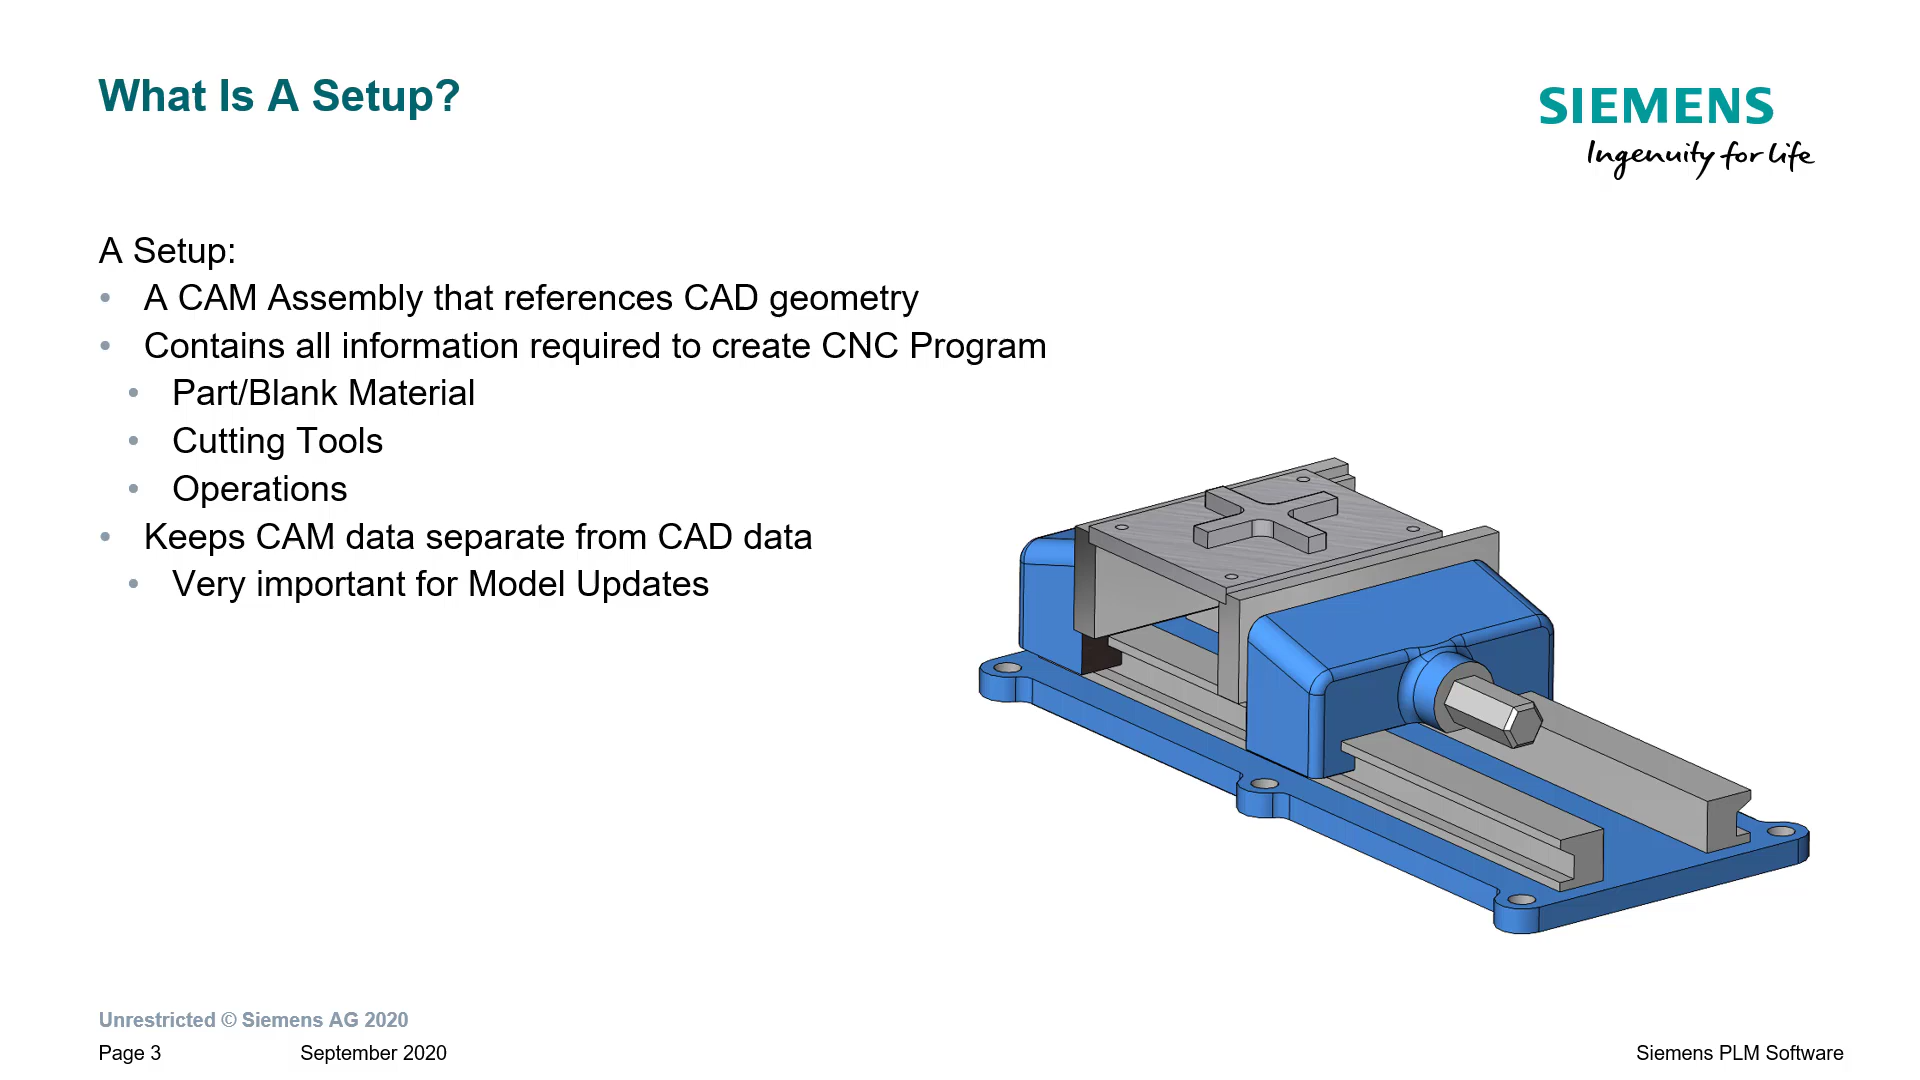 What Is A Setup?
SIEMENS
Ingenuity for life
A Setup:
• A CAM Assembly that references CAD geometry
• Contains all information required to create CNC Program
• Part/Blank Material
• Cutting Tools
• Operations
• Keeps CAM data separate from CAD data
• Very important for Model Updates
Unrestricted © Siemens AG 2020
Page 3 September 2020 Siemens PLM Software